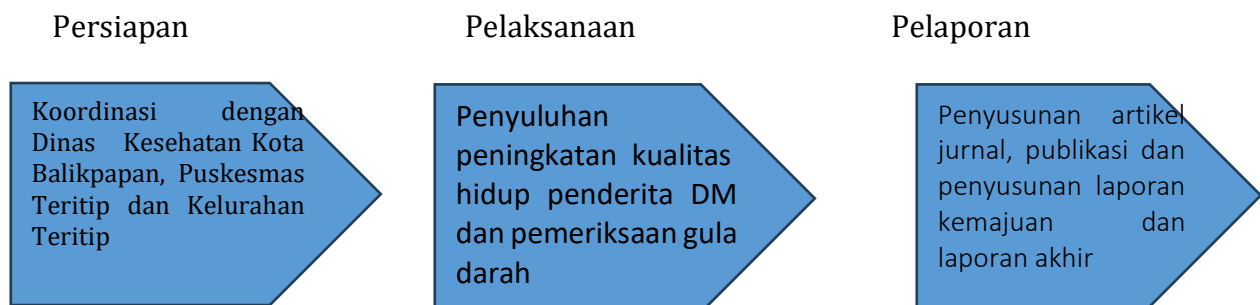 Persiapan
Koordinasi dengan
Dinas Kesehatan Kota
Balikpapan, Puskesmas
Teritip dan Kelurahan
Teritip
Pelaksanaan
Penyuluhan
peningkatan kualitas
hidup penderita DM
dan pemeriksaan gula
darah
Pelaporan
Penyusunan artikel
jurnal, publikasi dan
penyusunan laporan
kemajuan dan
laporan akhir